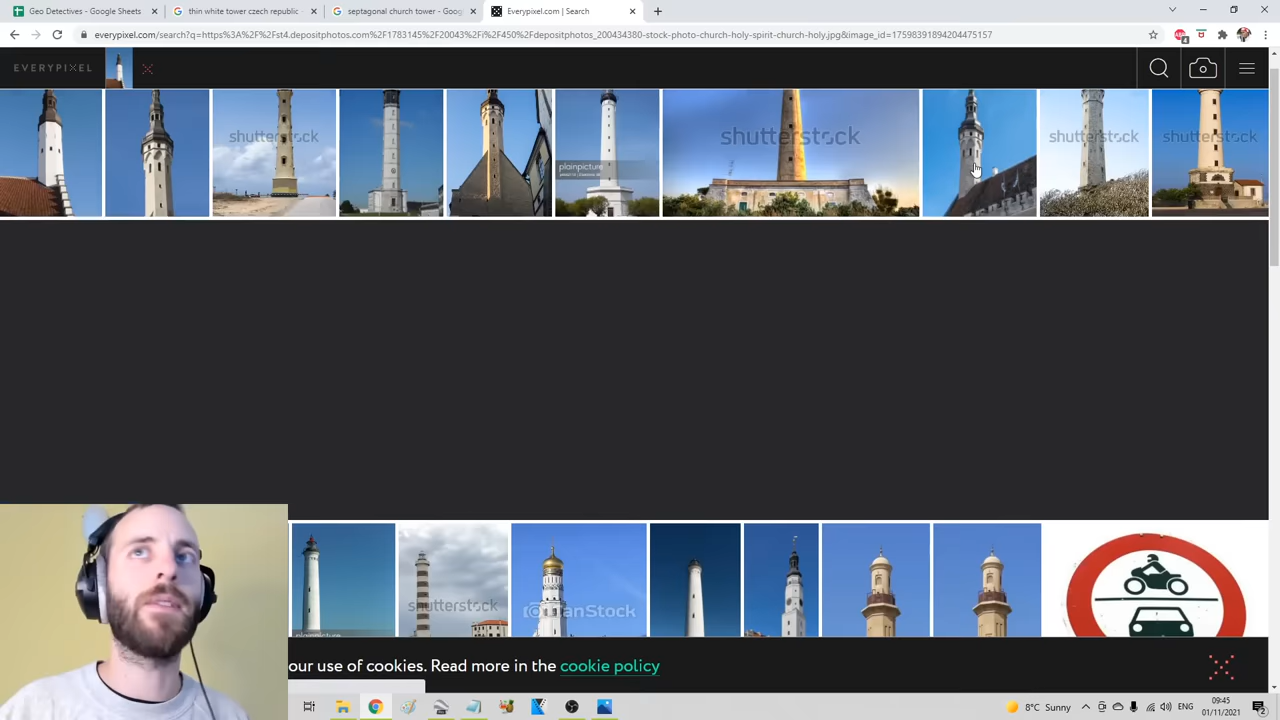 Geo Detectives - Google Sheets
thin white tower czech republic
septagonal church tower - Goog
Everypixel.com | Search
everypixel.com/search?q=https%3A%2F%2Fst4.depositphotos.com%2F1783145%2F20043%2Fi%2F450%2Fdepositphotos_200434380-stock-photo-church-holy-spirit-church-holy.jpg&image_id=17598391894204475157
EVERYPIXEL
shutterstock
plainpicture
shutterstock
shutterstock
shutterstock
shutterstock
plainpicture
our use of cookies. Read more in the cookie policy
8°C Sunny
ENG
09:45
01/11/2021
2